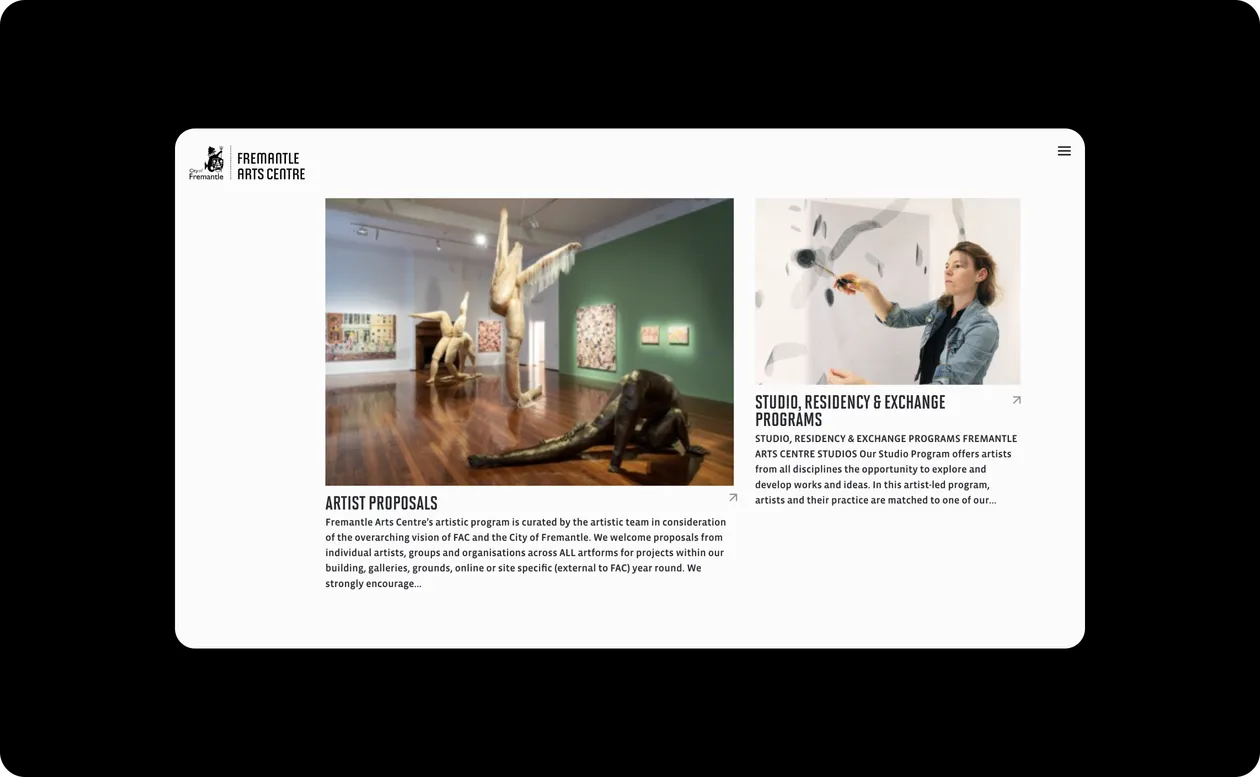 City of
Fremantle
FREMANTLE
ARTS CENTRE
ARTIST PROPOSALS
Fremantle Arts Centre's artistic program is curated by the artistic team in consideration
of the overarching vision of FAC and the City of Fremantle. We welcome proposals from
individual artists, groups and organisations across ALL artforms for projects within our
building, galleries, grounds, online or site specific (external to FAC) year round. We
strongly encourage...
STUDIO, RESIDENCY & EXCHANGE
PROGRAMS
STUDIO, RESIDENCY & EXCHANGE PROGRAMS FREMANTLE
ARTS CENTRE STUDIOS Our Studio Program offers artists
from all disciplines the opportunity to explore and
develop works and ideas. In this artist-led program,
artists and their practice are matched to one of our...